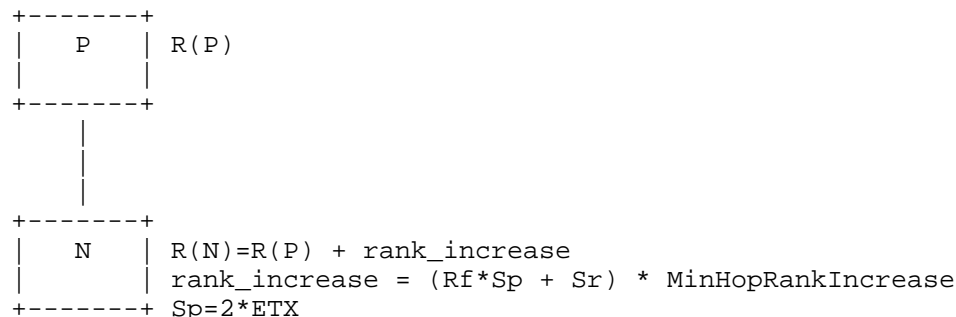 +-------+
|   P   | R(P)
|       |
+-------+
    |
    |
    |
+-------+
|   N   | R(N)=R(P) + rank_increase
|       | rank_increase = (Rf*Sp + Sr) * MinHopRankIncrease
+-------+ Sp=2*ETX